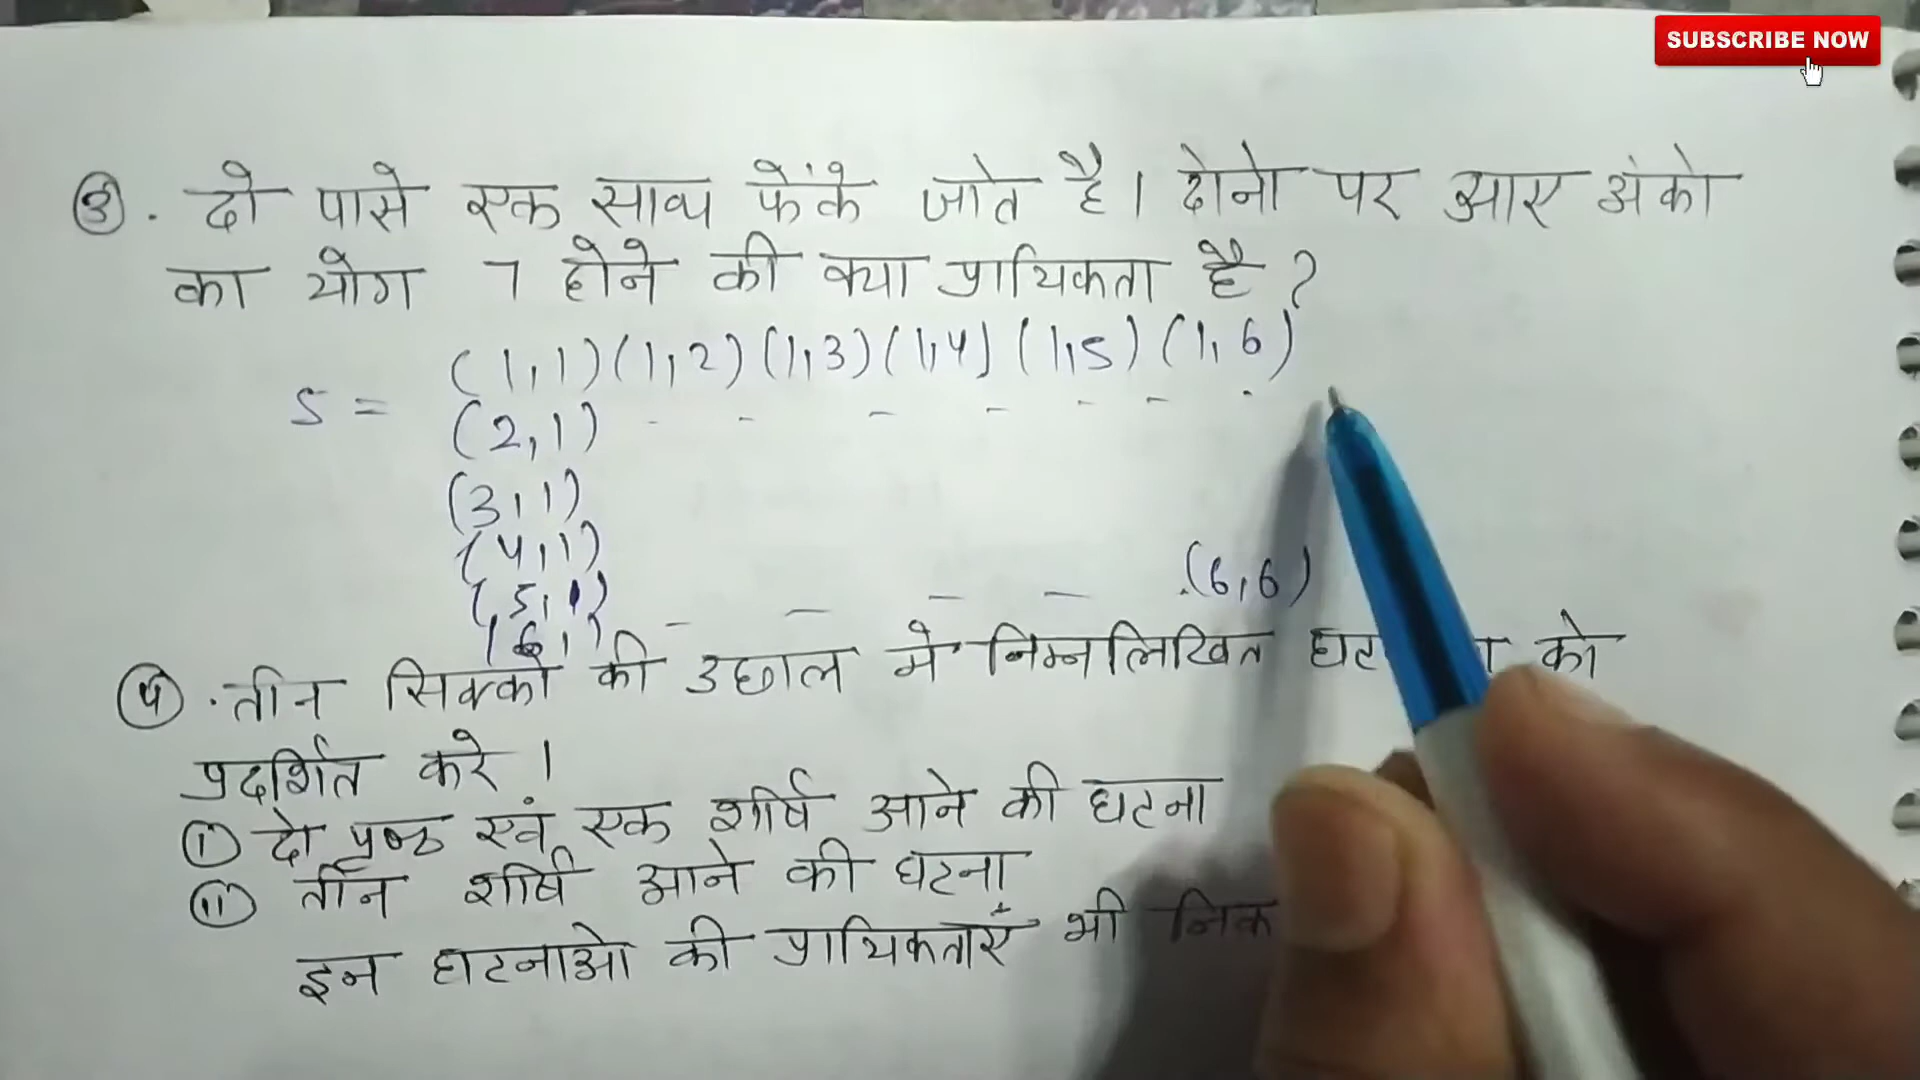 SUBSCRIBE NOW
③. दो पासे एक साथ फेंके जाते है। दोनो पर आए अंको
का योग 7 होने की क्या प्रायिकता है?
(1,1) (1,2) (1,3) (1,4) (1,5) (1,6)
S =
(2,1) - - - - - - -
(3,1)
(4,1)
(5,1) (6,6)
(6,1) - - - -
④. तीन सिक्को की उछाल मे निम्नलिखित को
प्रदर्शित करे।
ⓘ दो पृष्ठ एवं एक शीर्ष आने की घटना
ⓘⓘ तीन शीर्ष आने की घटना
इन घटनाओ की प्रायिकताएँ भी